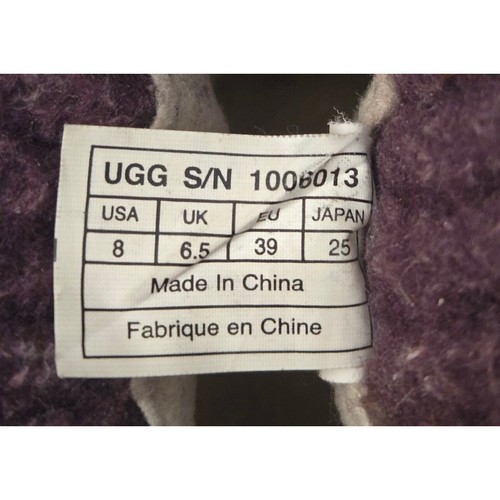 UGG S/N 1006013
USA UK EU JAPAN
8 6.5 39 25
Made In China
Fabrique en Chine